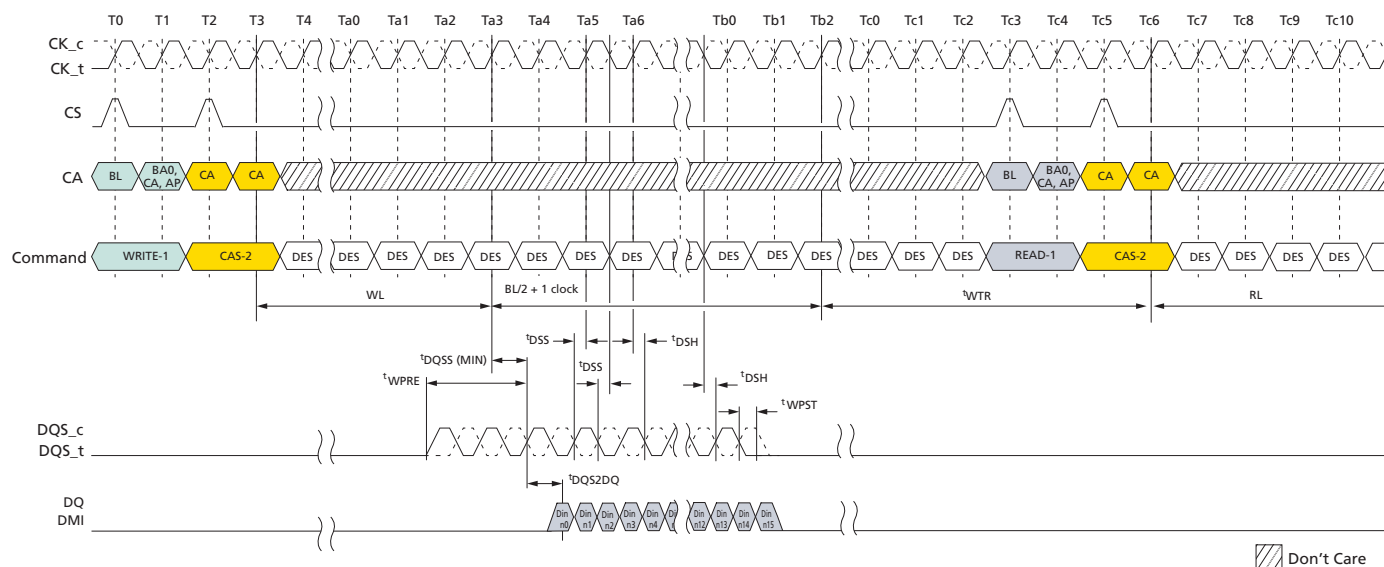 T0 T1 T2 T3 T4 Ta0 Ta1 Ta2 Ta3 Ta4 Ta5 Ta6 Tb0 Tb1 Tb2 Tc0 Tc1 Tc2 Tc3 Tc4 Tc5 Tc6 Tc7 Tc8 Tc9 Tc10
CK_c
CK_t
CS
CA
BL BA0, CA, AP CA CA BL BA0, CA, AP CA CA
Command
WRITE-1 CAS-2 DES DES DES DES DES DES DES DES DES DES DES DES DES DES READ-1 CAS-2 DES DES DES DES
WL BL/2 + 1 clock tWTR RL
tDSS tDSH
tDQSS (MIN) tDSS
tWPRE tDSH
tWPST
DQS_c
DQS_t
tDQS2DQ
DQ
DMI
Din n0 Din n1 Din n2 Din n3 Din n4 Din n12 Din n13 Din n14 Din n15
Don't Care